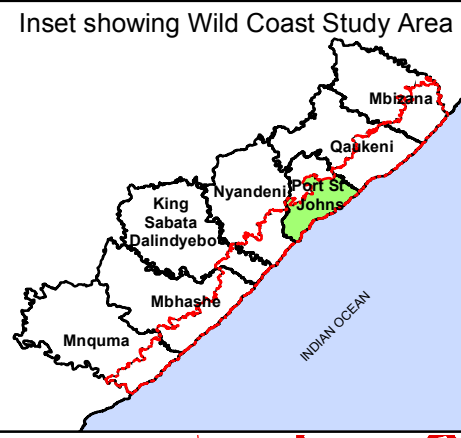 Inset showing Wild Coast Study Area
Mbizana
Qaukeni
Port St
Johns
Nyandeni
King
Sabata
Dalindyebo
Mbhashe
Mnquma
INDIAN OCEAN